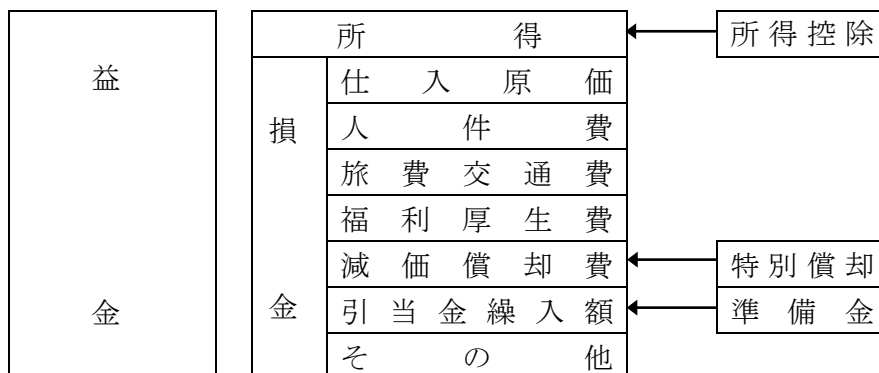 益金
損金
所得
仕入原価
人件費
旅費交通費
福利厚生費
減価償却費
引当金繰入額
その他
所得控除
特別償却
準備金